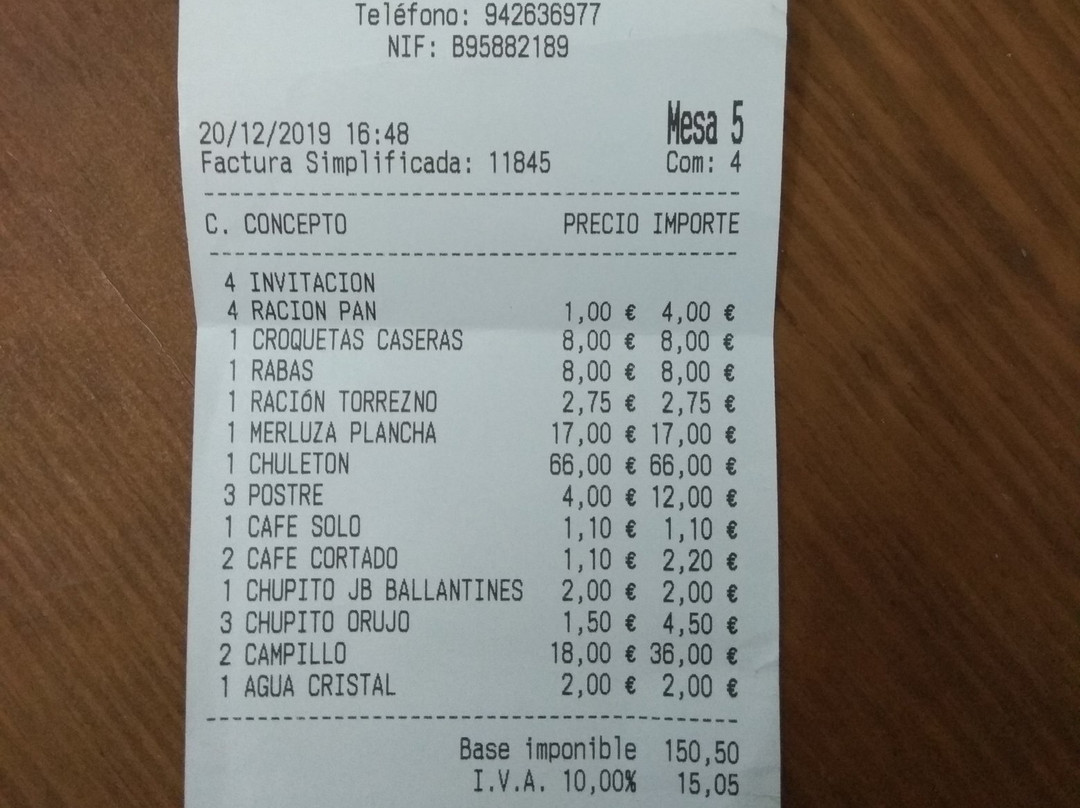 Teléfono: 942636977
NIF: B95882189
Mesa 5
20/12/2019 16:48
Factura Simplificada: 11845 Com: 4
C. CONCEPTO PRECIO IMPORTE
4 INVITACION
4 RACION PAN 1,00 € 4,00 €
1 CROQUETAS CASERAS 8,00 € 8,00 €
1 RABAS 8,00 € 8,00 €
1 RACIÓN TORREZNO 2,75 € 2,75 €
1 MERLUZA PLANCHA 17,00 € 17,00 €
1 CHULETON 66,00 € 66,00 €
3 POSTRE 4,00 € 12,00 €
1 CAFE SOLO 1,10 € 1,10 €
2 CAFE CORTADO 1,10 € 2,20 €
1 CHUPITO JB BALLANTINES 2,00 € 2,00 €
3 CHUPITO ORUJO 1,50 € 4,50 €
2 CAMPILLO 18,00 € 36,00 €
1 AGUA CRISTAL 2,00 € 2,00 €
Base imponible 150,50
I.V.A. 10,00% 15,05